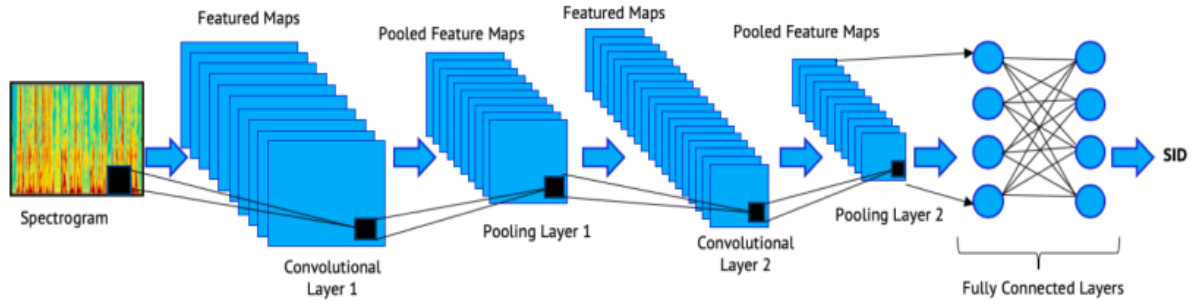 Featured Maps
Pooled Feature Maps
Featured Maps
Pooled Feature Maps
Spectrogram
Convolutional
Layer 1
Pooling Layer 1
Convolutional
Layer 2
Pooling Layer 2
SID
Fully Connected Layers